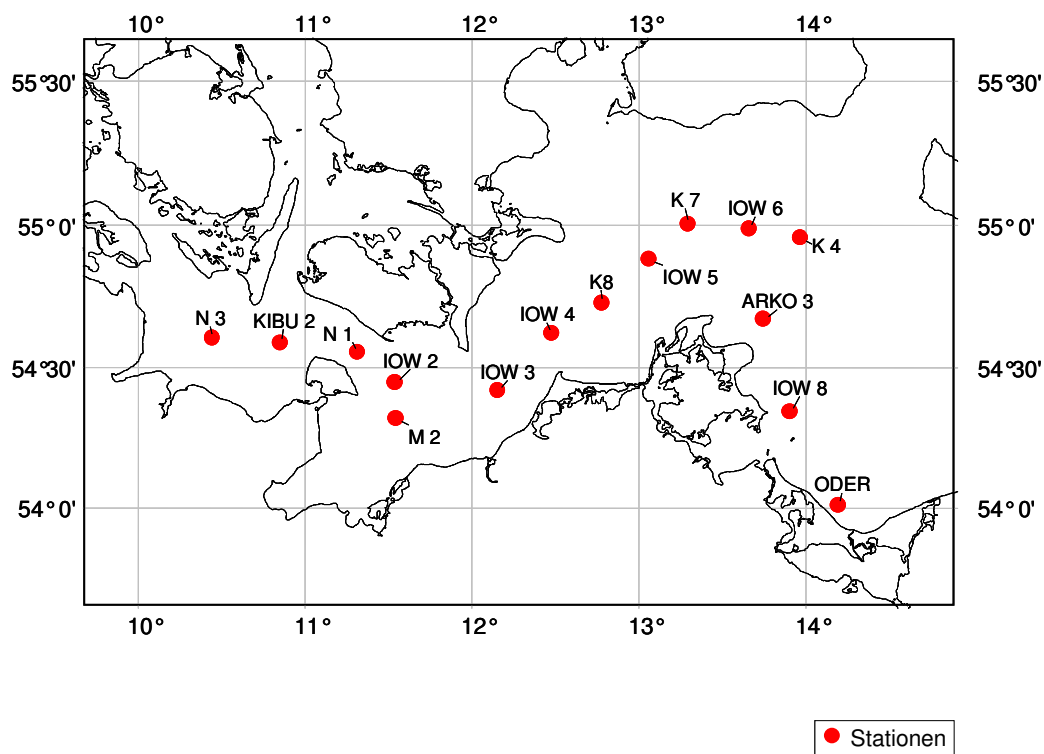 10° 11° 12° 13° 14°
55°30' 55°30'
K 7 IOW 6
55°0' 55°0'
K 4
IOW 5
K8
ARKO 3
IOW 4
N 3 KIBU 2
N 1
IOW 2
54°30' IOW 3 54°30'
IOW 8
M 2
ODER
54°0' 54°0'
10° 11° 12° 13° 14°
Stationen